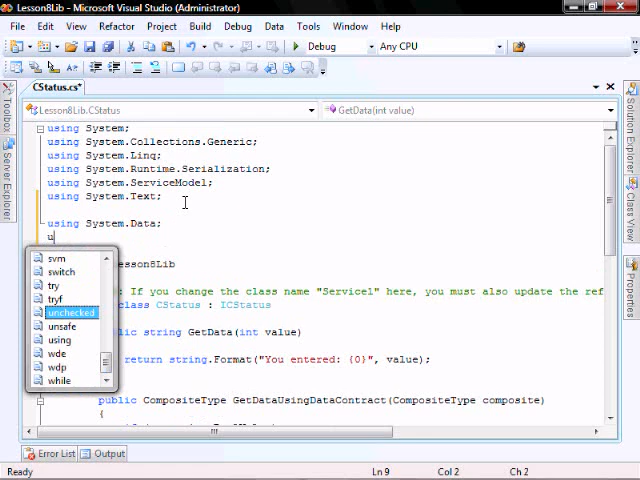 Lesson8Lib - Microsoft Visual Studio (Administrator)
File Edit View Refactor Project Build Debug Data Tools Test Window Help
Debug Any CPU
CStatus.cs*
Lesson8Lib.CStatus GetData(int value)
Toolbox
Server Explorer
Solution Explorer
Class View
Properties
using System;
using System.Collections.Generic;
using System.Linq;
using System.Runtime.Serialization;
using System.ServiceModel;
using System.Text;
using System.Data;
u
svm
switch
try
tryf
unchecked
unsafe
using
wde
wdp
while
esson8Lib
: If you change the class name "Service1" here, you must also update the ref
class CStatus : ICStatus
blic string GetData(int value)
return string.Format("You entered: {0}", value);
public CompositeType GetDataUsingDataContract(CompositeType composite)
{
Error List Output
Ready Ln 9 Col 2 Ch 2